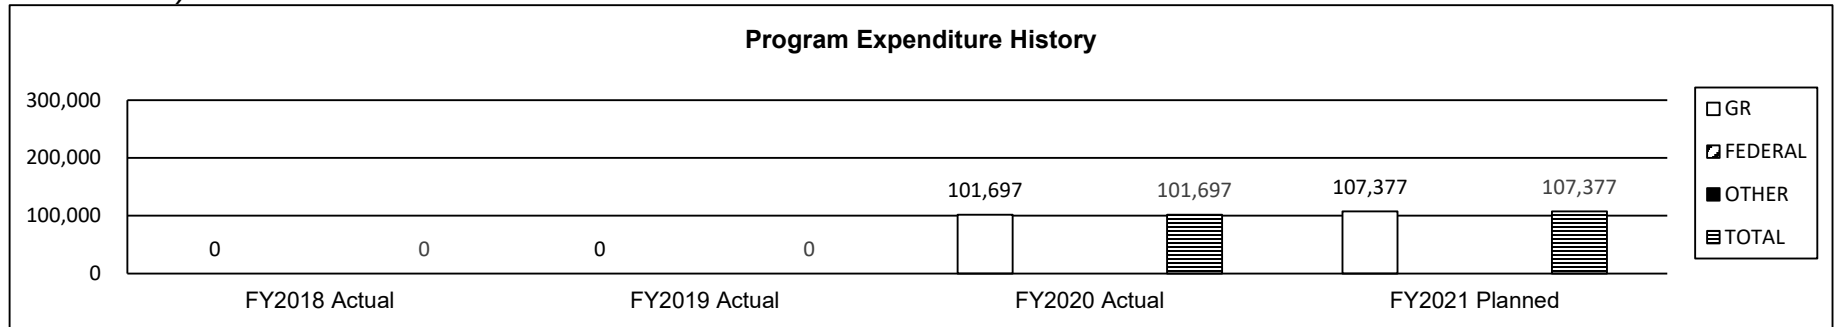 Program Expenditure History
300,000
200,000
100,000
0
0 0 0 0 101,697 101,697 107,377 107,377
FY2018 Actual FY2019 Actual FY2020 Actual FY2021 Planned
GR
FEDERAL
OTHER
TOTAL